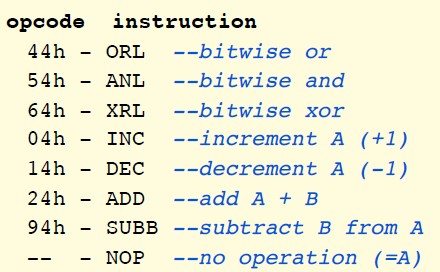 opcode instruction
44h - ORL --bitwise or
54h - ANL --bitwise and
64h - XRL --bitwise xor
04h - INC --increment A (+1)
14h - DEC --decrement A (-1)
24h - ADD --add A + B
94h - SUBB --subtract B from A
-- - NOP --no operation (=A)